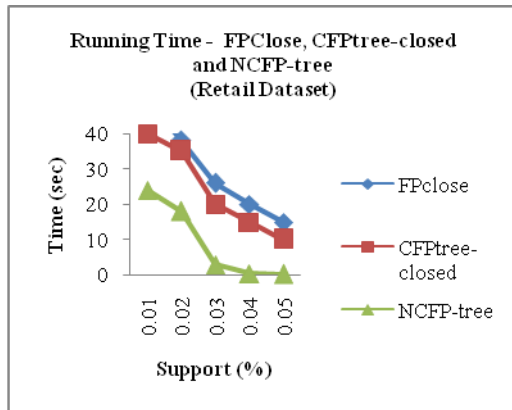 Running Time - FPClose, CFPtree-closed
and NCFP-tree
(Retail Dataset)
Time (sec)
40
30
20
10
0
0.01
0.02
0.03
0.04
0.05
Support (%)
FPclose
CFPtree-
closed
NCFP-tree